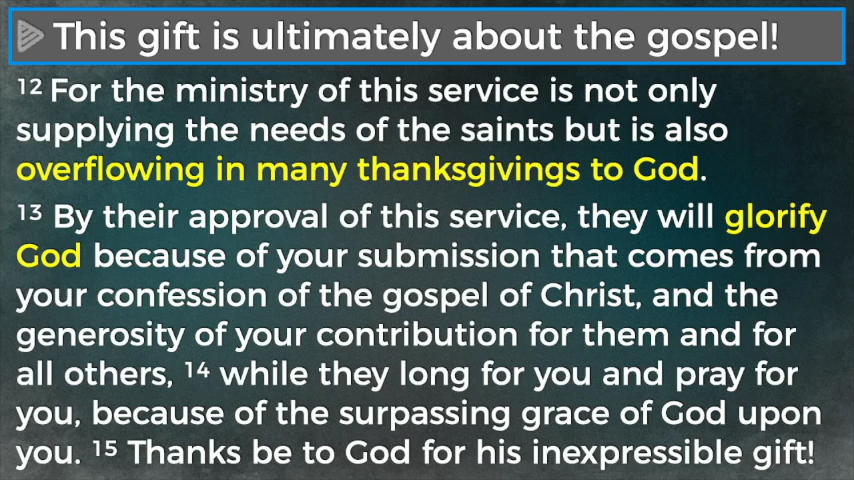 This gift is ultimately about the gospel!
¹² For the ministry of this service is not only
supplying the needs of the saints but is also
overflowing in many thanksgivings to God.
¹³ By their approval of this service, they will glorify
God because of your submission that comes from
your confession of the gospel of Christ, and the
generosity of your contribution for them and for
all others, ¹⁴ while they long for you and pray for
you, because of the surpassing grace of God upon
you. ¹⁵ Thanks be to God for his inexpressible gift!